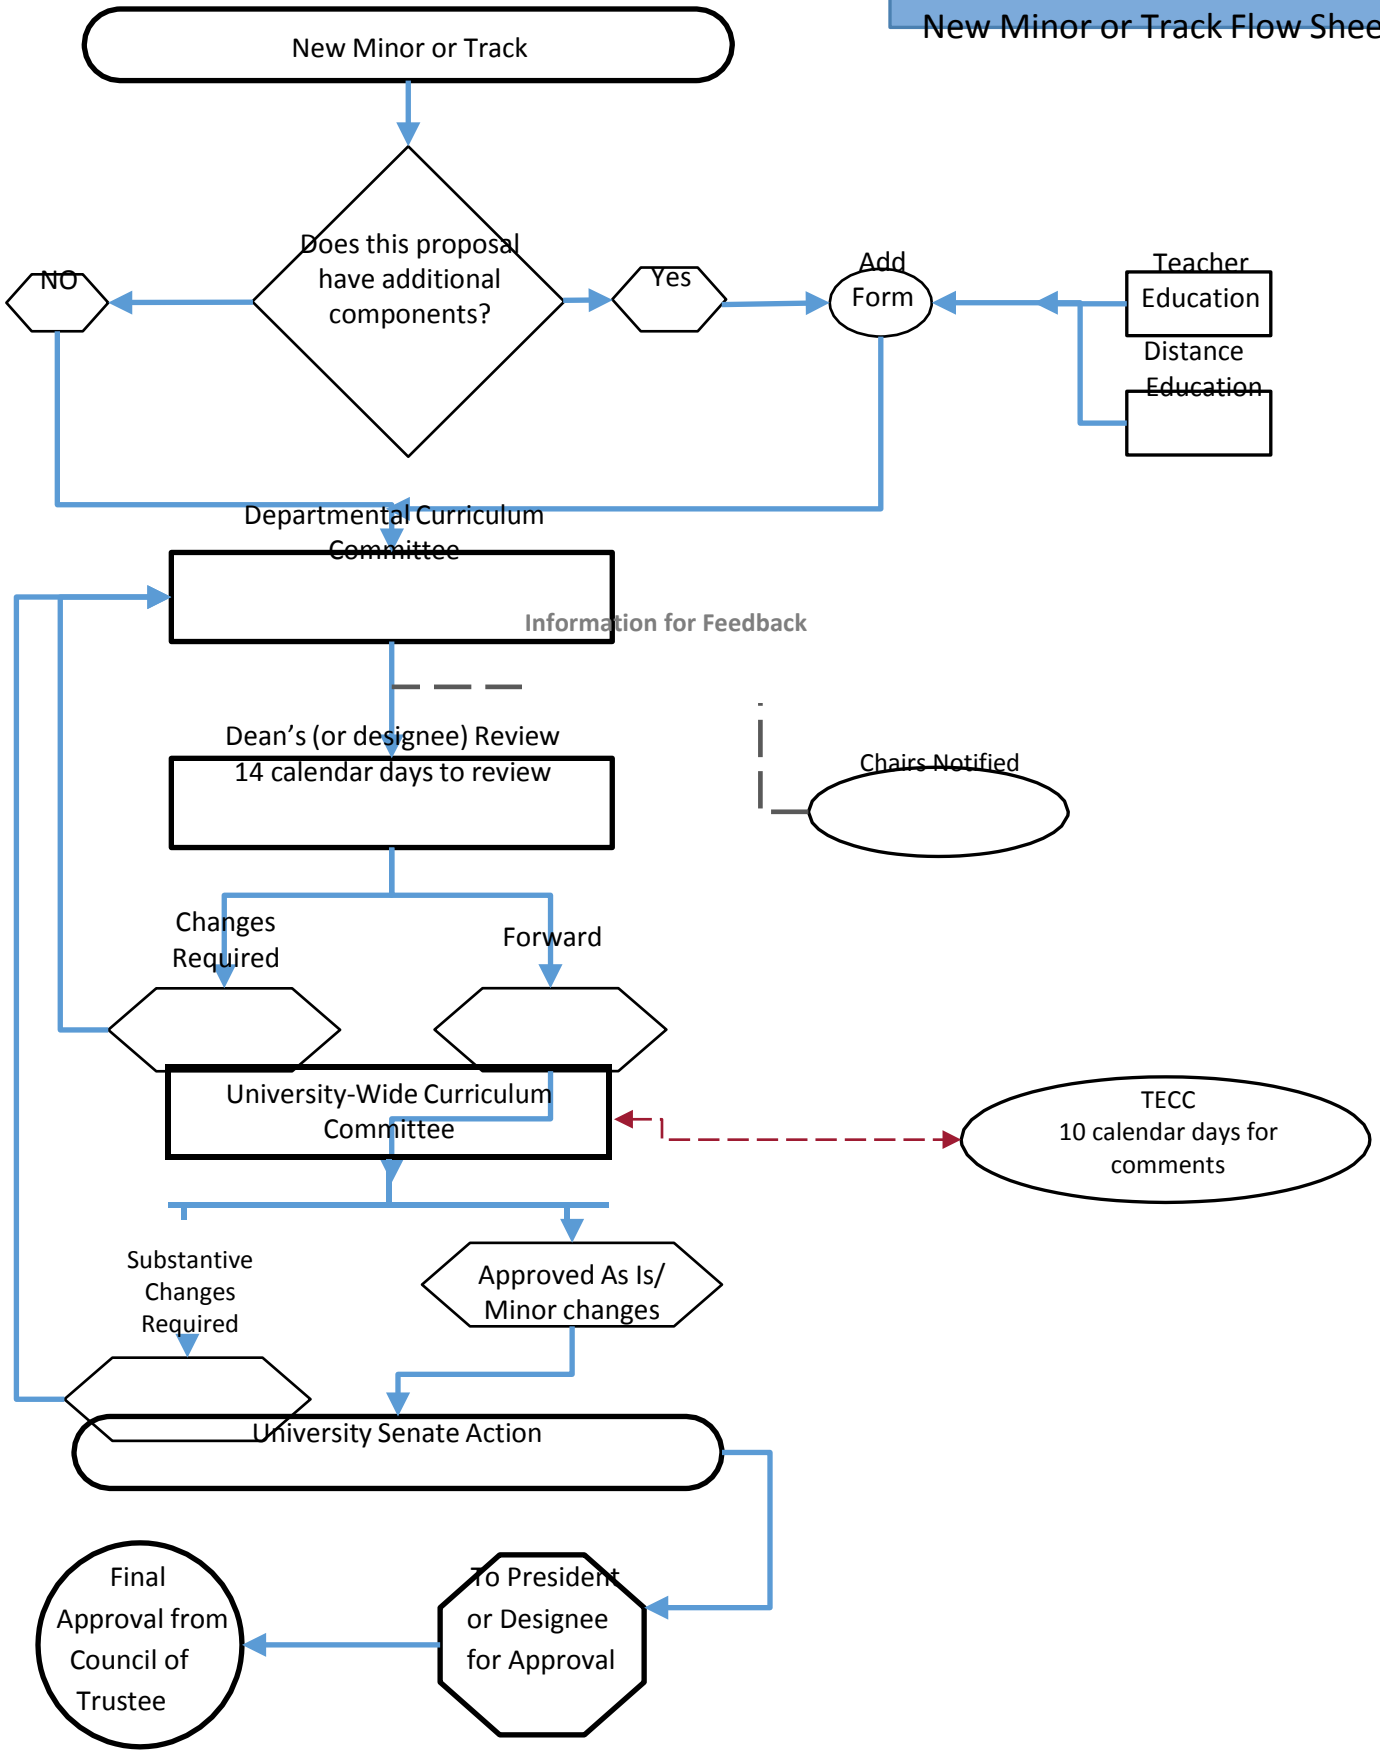 New Minor or Track Flow Shee
New Minor or Track
Does this proposal
have additional
components?
NO
Yes
Add
Form
Teacher
Education
Distance
Education
Departmental Curriculum
Committee
Information for Feedback
Dean’s (or designee) Review
14 calendar days to review
Chairs Notified
Changes
Required
Forward
University-Wide Curriculum
Committee
TECC
10 calendar days for
comments
Substantive
Changes
Required
Approved As Is/
Minor changes
University Senate Action
Final
Approval from
Council of
Trustee
To President
or Designee
for Approval